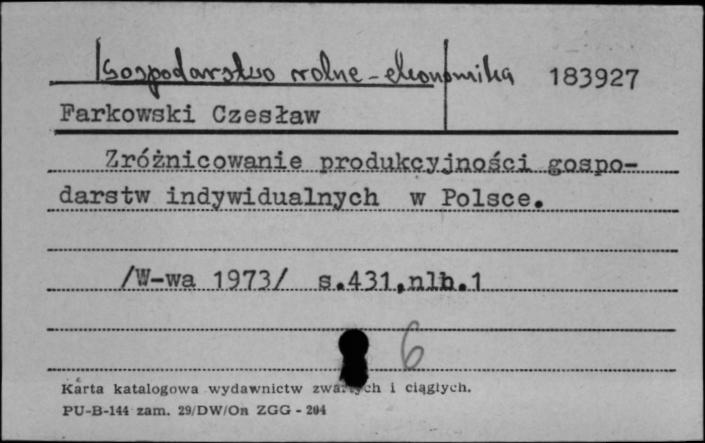 Gospodarstwo rolne - ekonomika 183927
Farkowski Czesław
Zróżnicowanie produkcyjności gospo-
darstw indywidualnych w Polsce.
/W-wa 1973/ s.431,nlb.1
6
Karta katalogowa wydawnictw zwartych i ciągłych.
PU-B-144 zam. 29/DW/On ZGG - 204